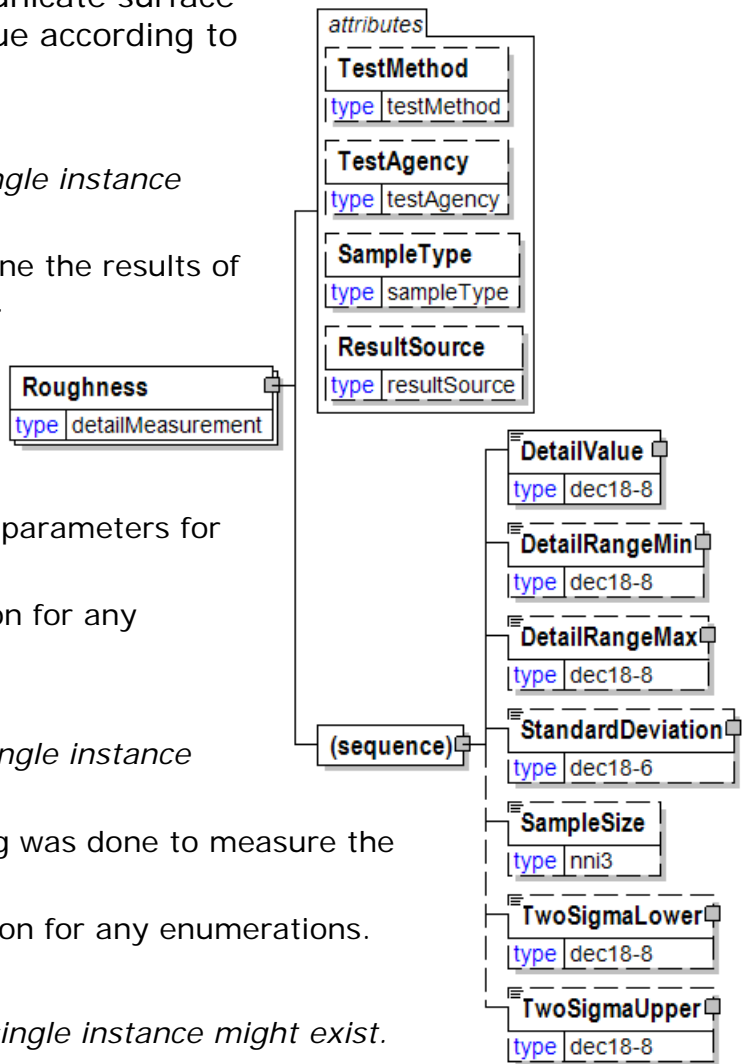 unicate surface
ue according to
ngle instance
ne the results of
.
parameters for
on for any
ngle instance
g was done to measure the
on for any enumerations.
single instance might exist.
attributes
TestMethod
type testMethod
TestAgency
type testAgency
SampleType
type sampleType
ResultSource
type resultSource
Roughness
type detailMeasurement
(sequence)
DetailValue
type dec18-8
DetailRangeMin
type dec18-8
DetailRangeMax
type dec18-8
StandardDeviation
type dec18-6
SampleSize
type nni3
TwoSigmaLower
type dec18-8
TwoSigmaUpper
type dec18-8